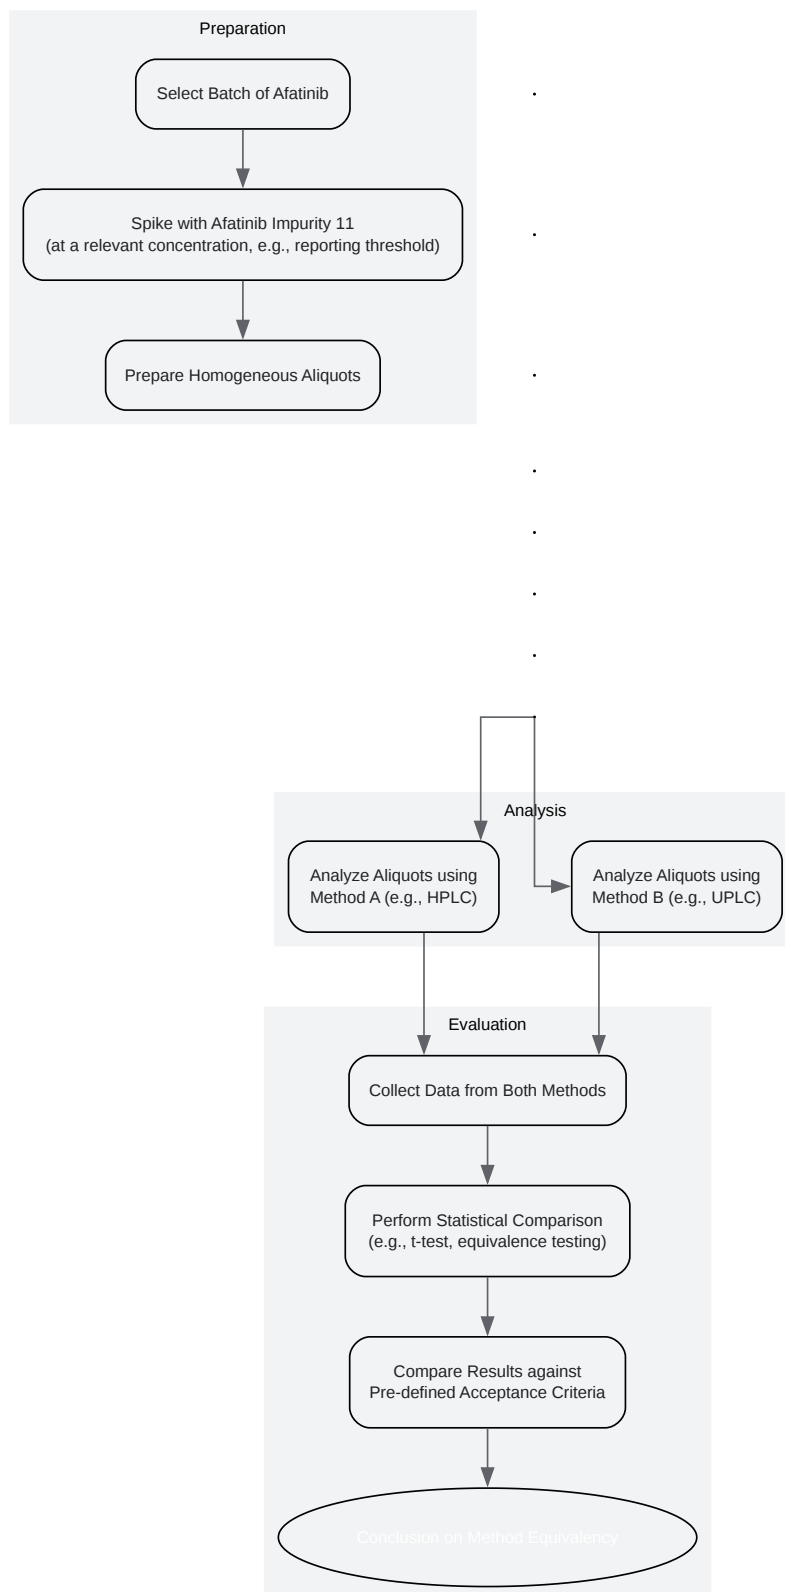 Preparation
Select Batch of Afatinib
Spike with Afatinib Impurity 11
(at a relevant concentration, e.g., reporting threshold)
Prepare Homogeneous Aliquots
Analysis
Analyze Aliquots using
Method A (e.g., HPLC)
Analyze Aliquots using
Method B (e.g., UPLC)
Evaluation
Collect Data from Both Methods
Perform Statistical Comparison
(e.g., t-test, equivalence testing)
Compare Results against
Pre-defined Acceptance Criteria
Conclusion on Method Equivalency